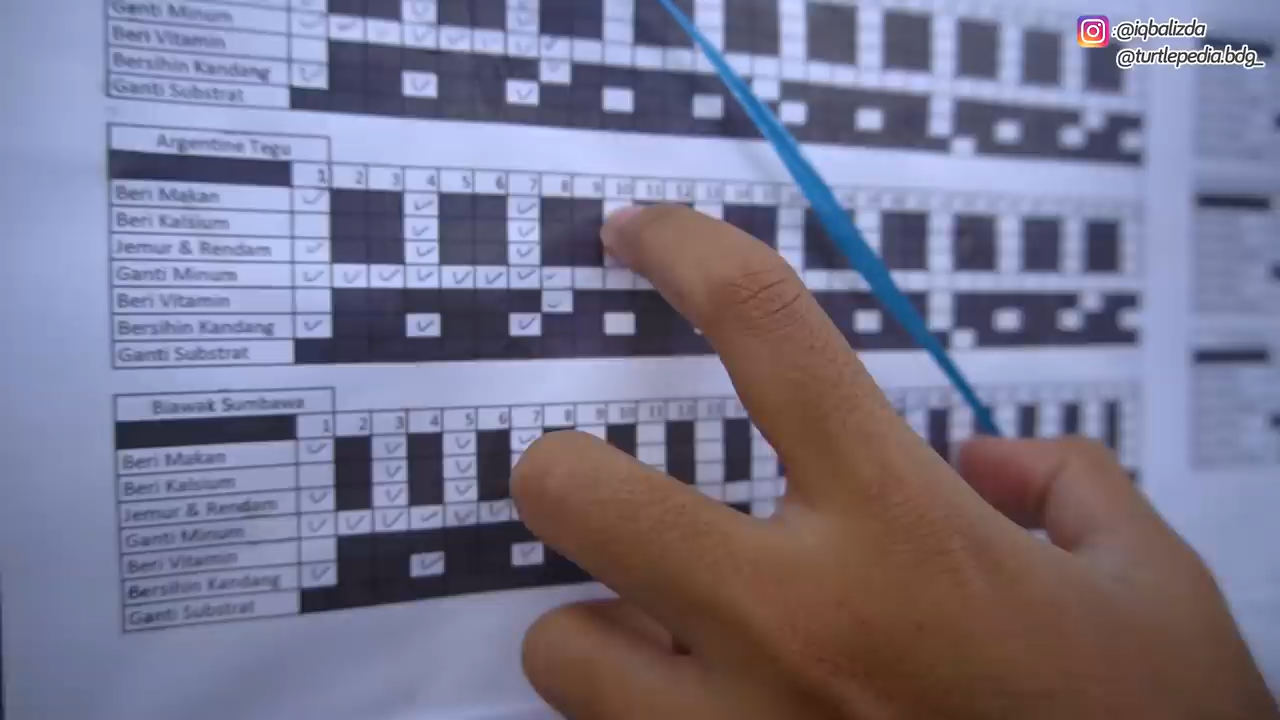 :@iqbalizda
@turtlepedia.bdg_
Ganti Minum
Beri Vitamin
Bersihin Kandang
Ganti Substrat
Argentine Tegu
1 2 3 4 5 6 7 8 9 10 11 12 13 14
Beri Makan
Beri Kalsium
Jemur & Rendam
Ganti Minum
Beri Vitamin
Bersihin Kandang
Ganti Substrat
Biawak Sumbawa
1 2 3 4 5 6 7 8 9 10 11 12 13
Beri Makan
Beri Kalsium
Jemur & Rendam
Ganti Minum
Beri Vitamin
Bersihin Kandang
Ganti Substrat